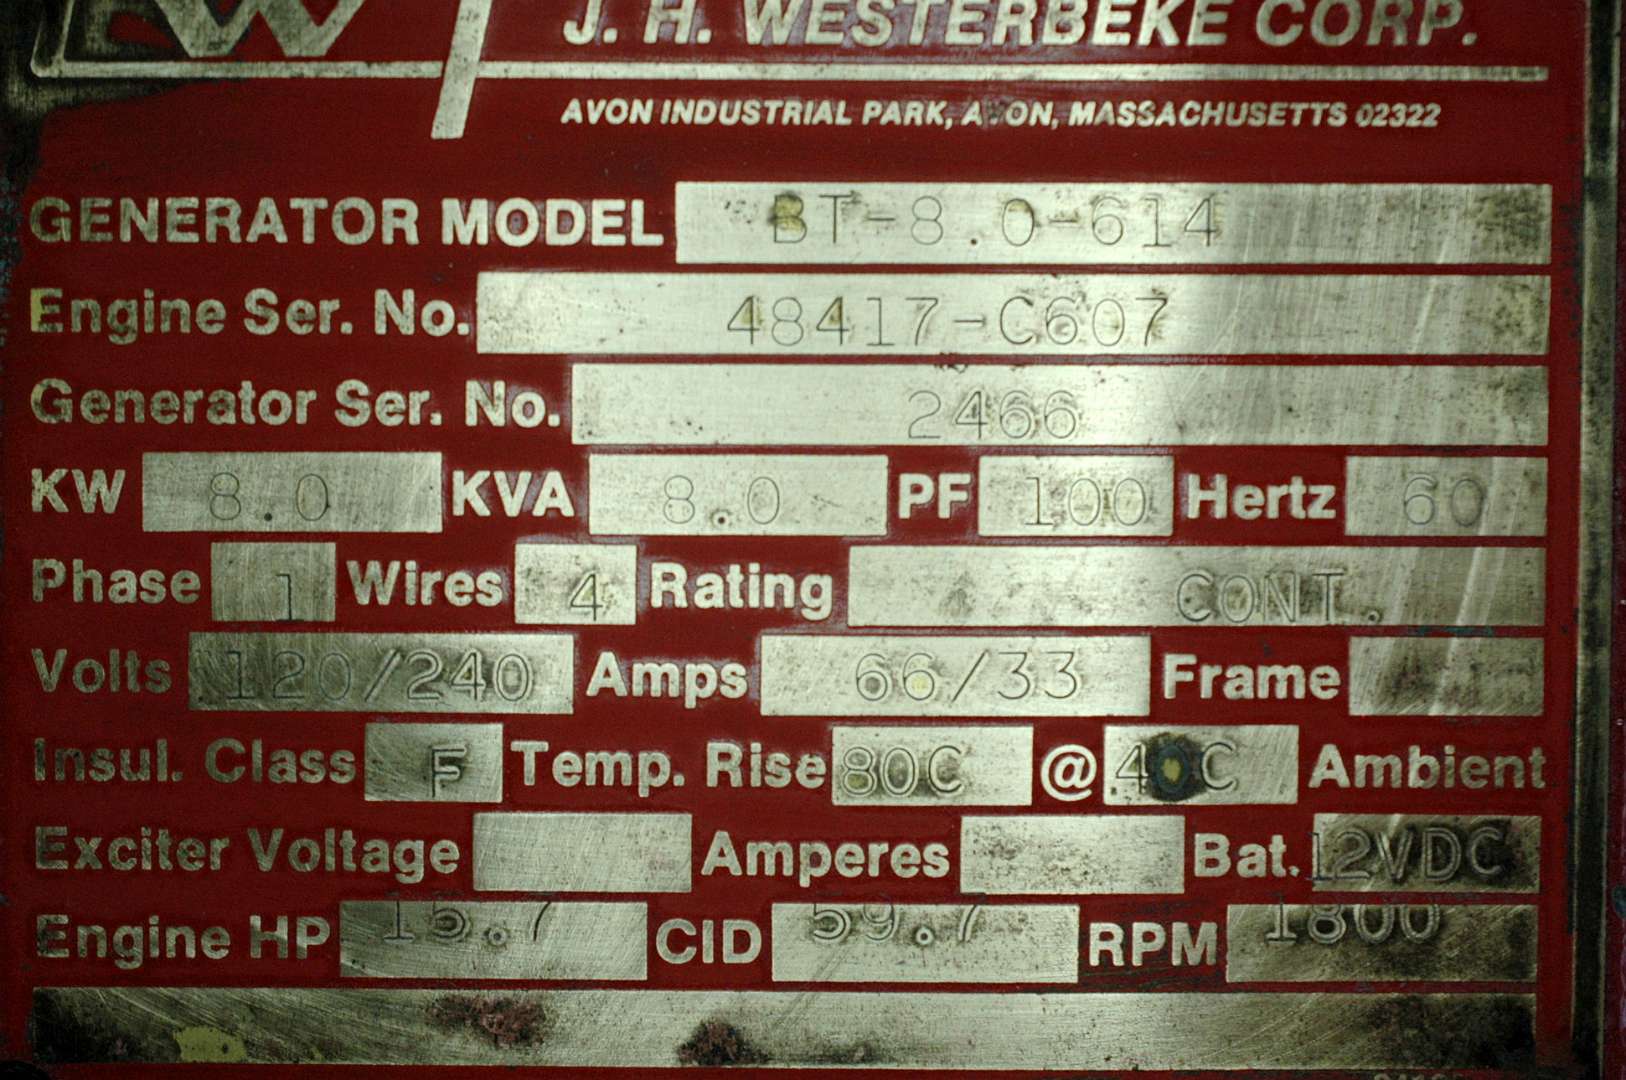 W
J. H. WESTERBEKE CORP.
AVON INDUSTRIAL PARK, AVON, MASSACHUSETTS 02322
GENERATOR MODEL BT-8.0-614
Engine Ser. No. 48417-C607
Generator Ser. No. 2466
KW 8.0 KVA 8.0 PF 100 Hertz 60
Phase 1 Wires 4 Rating CONT.
Volts 120/240 Amps 66/33 Frame
Insul. Class F Temp. Rise 80C @ 40C Ambient
Exciter Voltage Amperes Bat. 12VDC
Engine HP 15.7 CID 59.7 RPM 1800